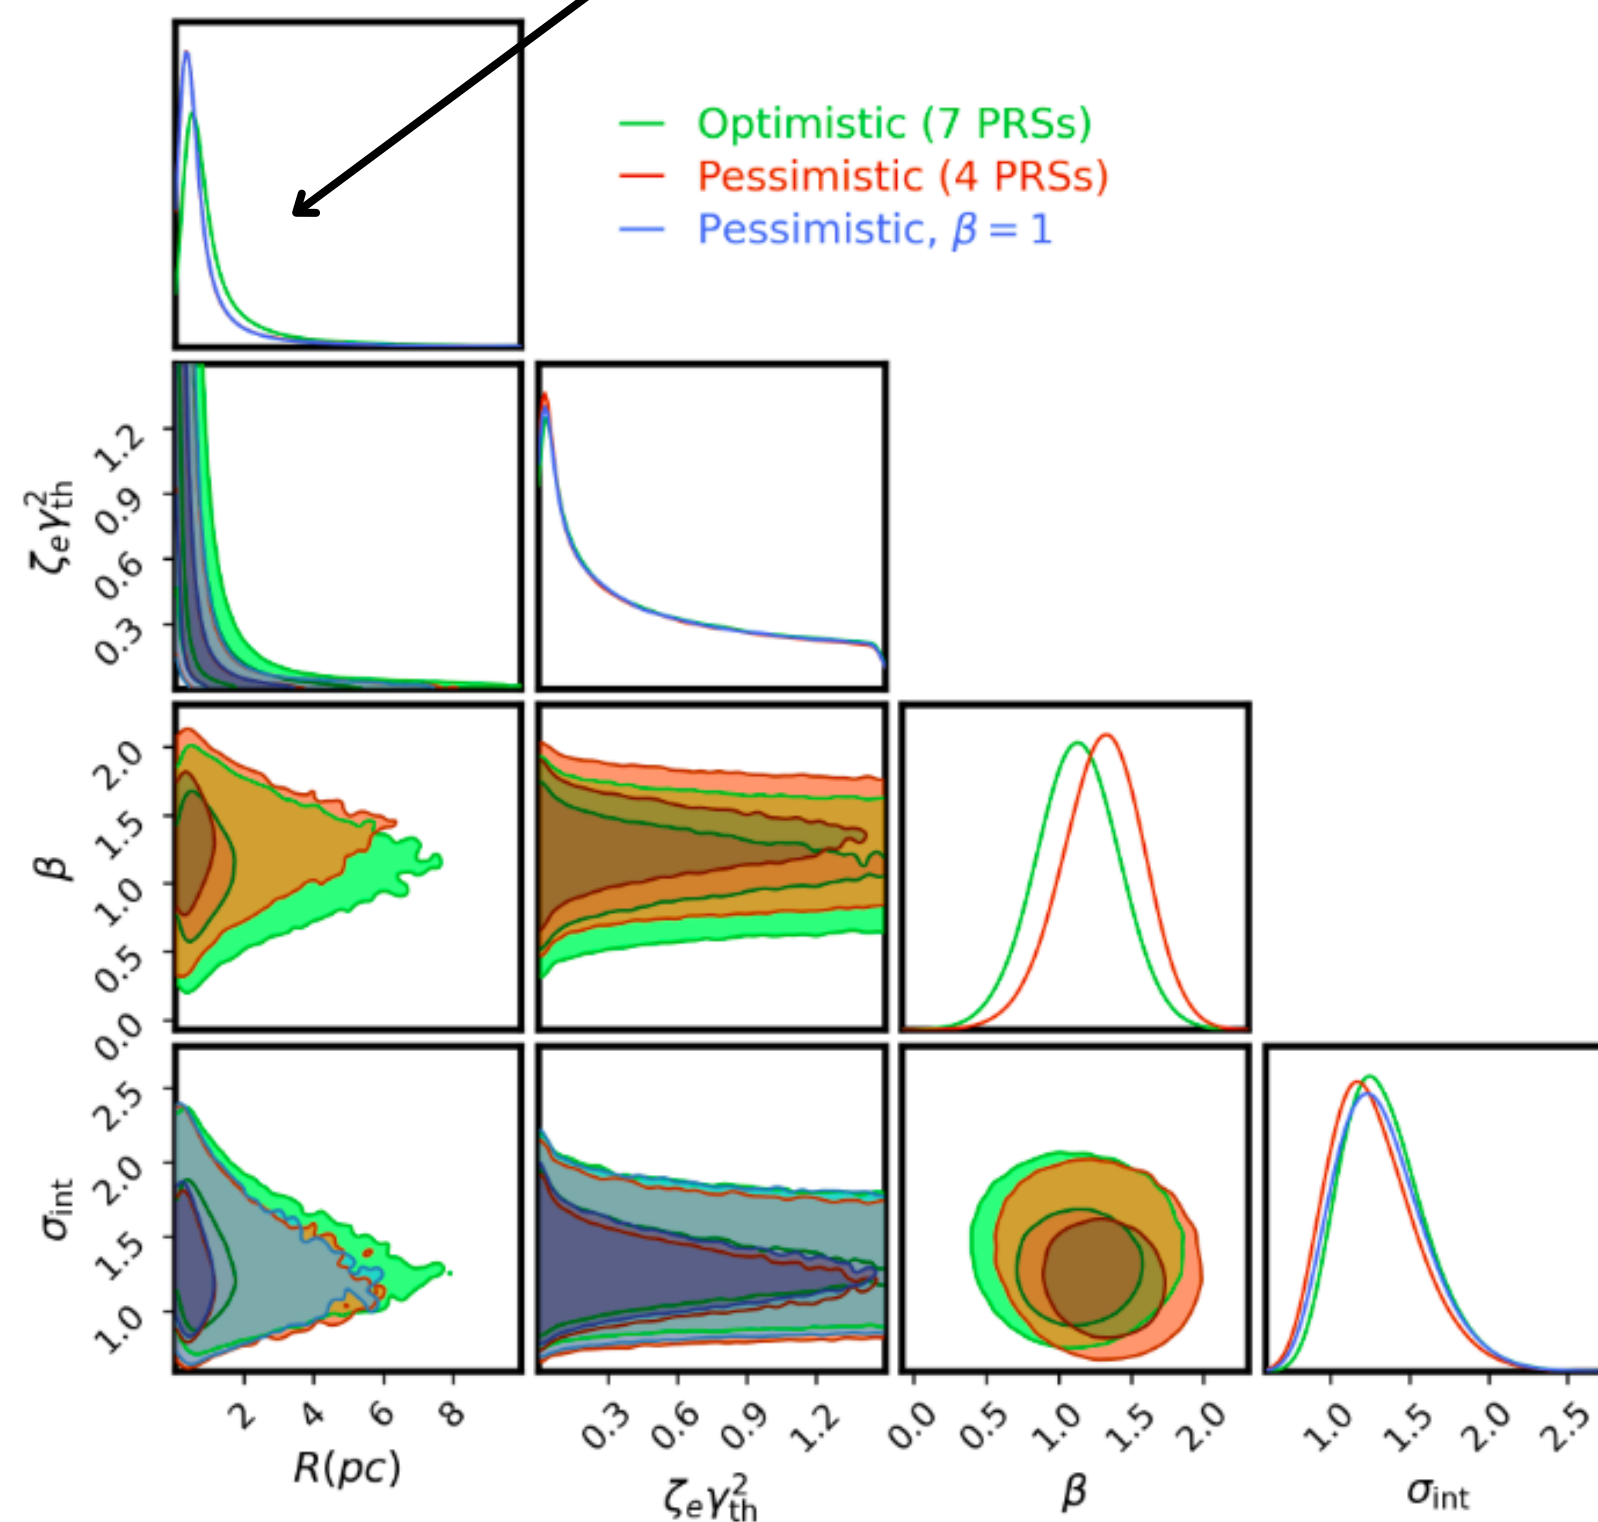 Optimistic (7 PRSs)
Pessimistic (4 PRSs)
Pessimistic, β = 1
1.2
0.9
0.6
0.3
ζₑγ²ₜₕ
2.0
1.5
1.0
0.5
0.0
β
2.5
2.0
1.5
1.0
σᵢₙₜ
2 4 6 8
0.3 0.6 0.9 1.2
0.0 0.5 1.0 1.5 2.0
1.0 1.5 2.0 2.5
R(pc)
ζₑγ²ₜₕ
β
σᵢₙₜ